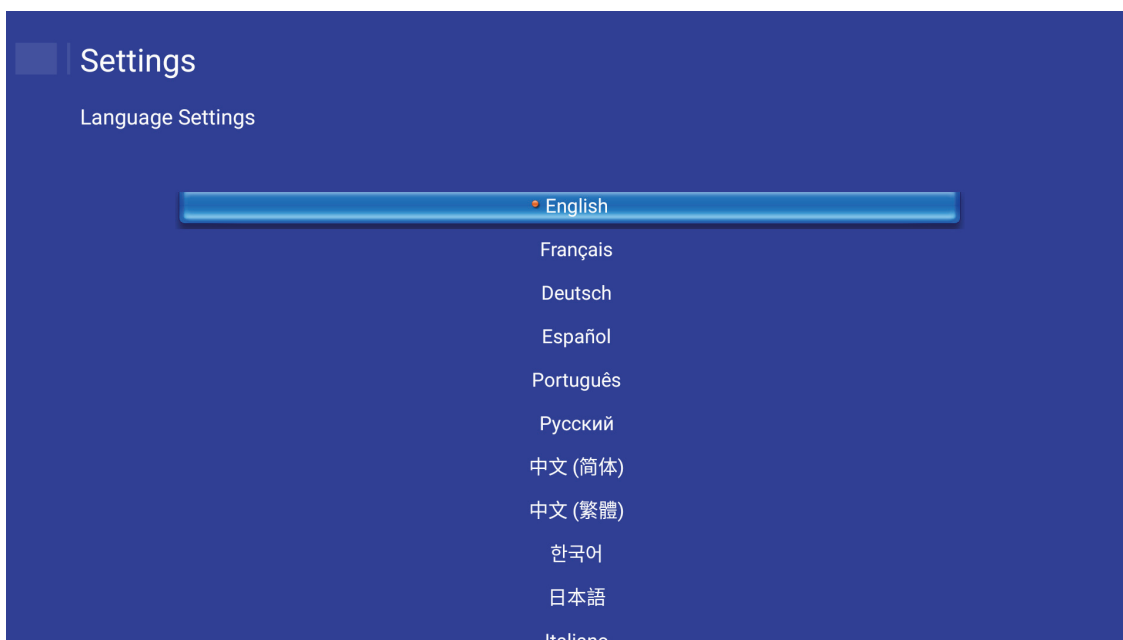 Settings
Language Settings
English
Français
Deutsch
Español
Português
Русский
中文 (简体)
中文 (繁體)
한국어
日本語